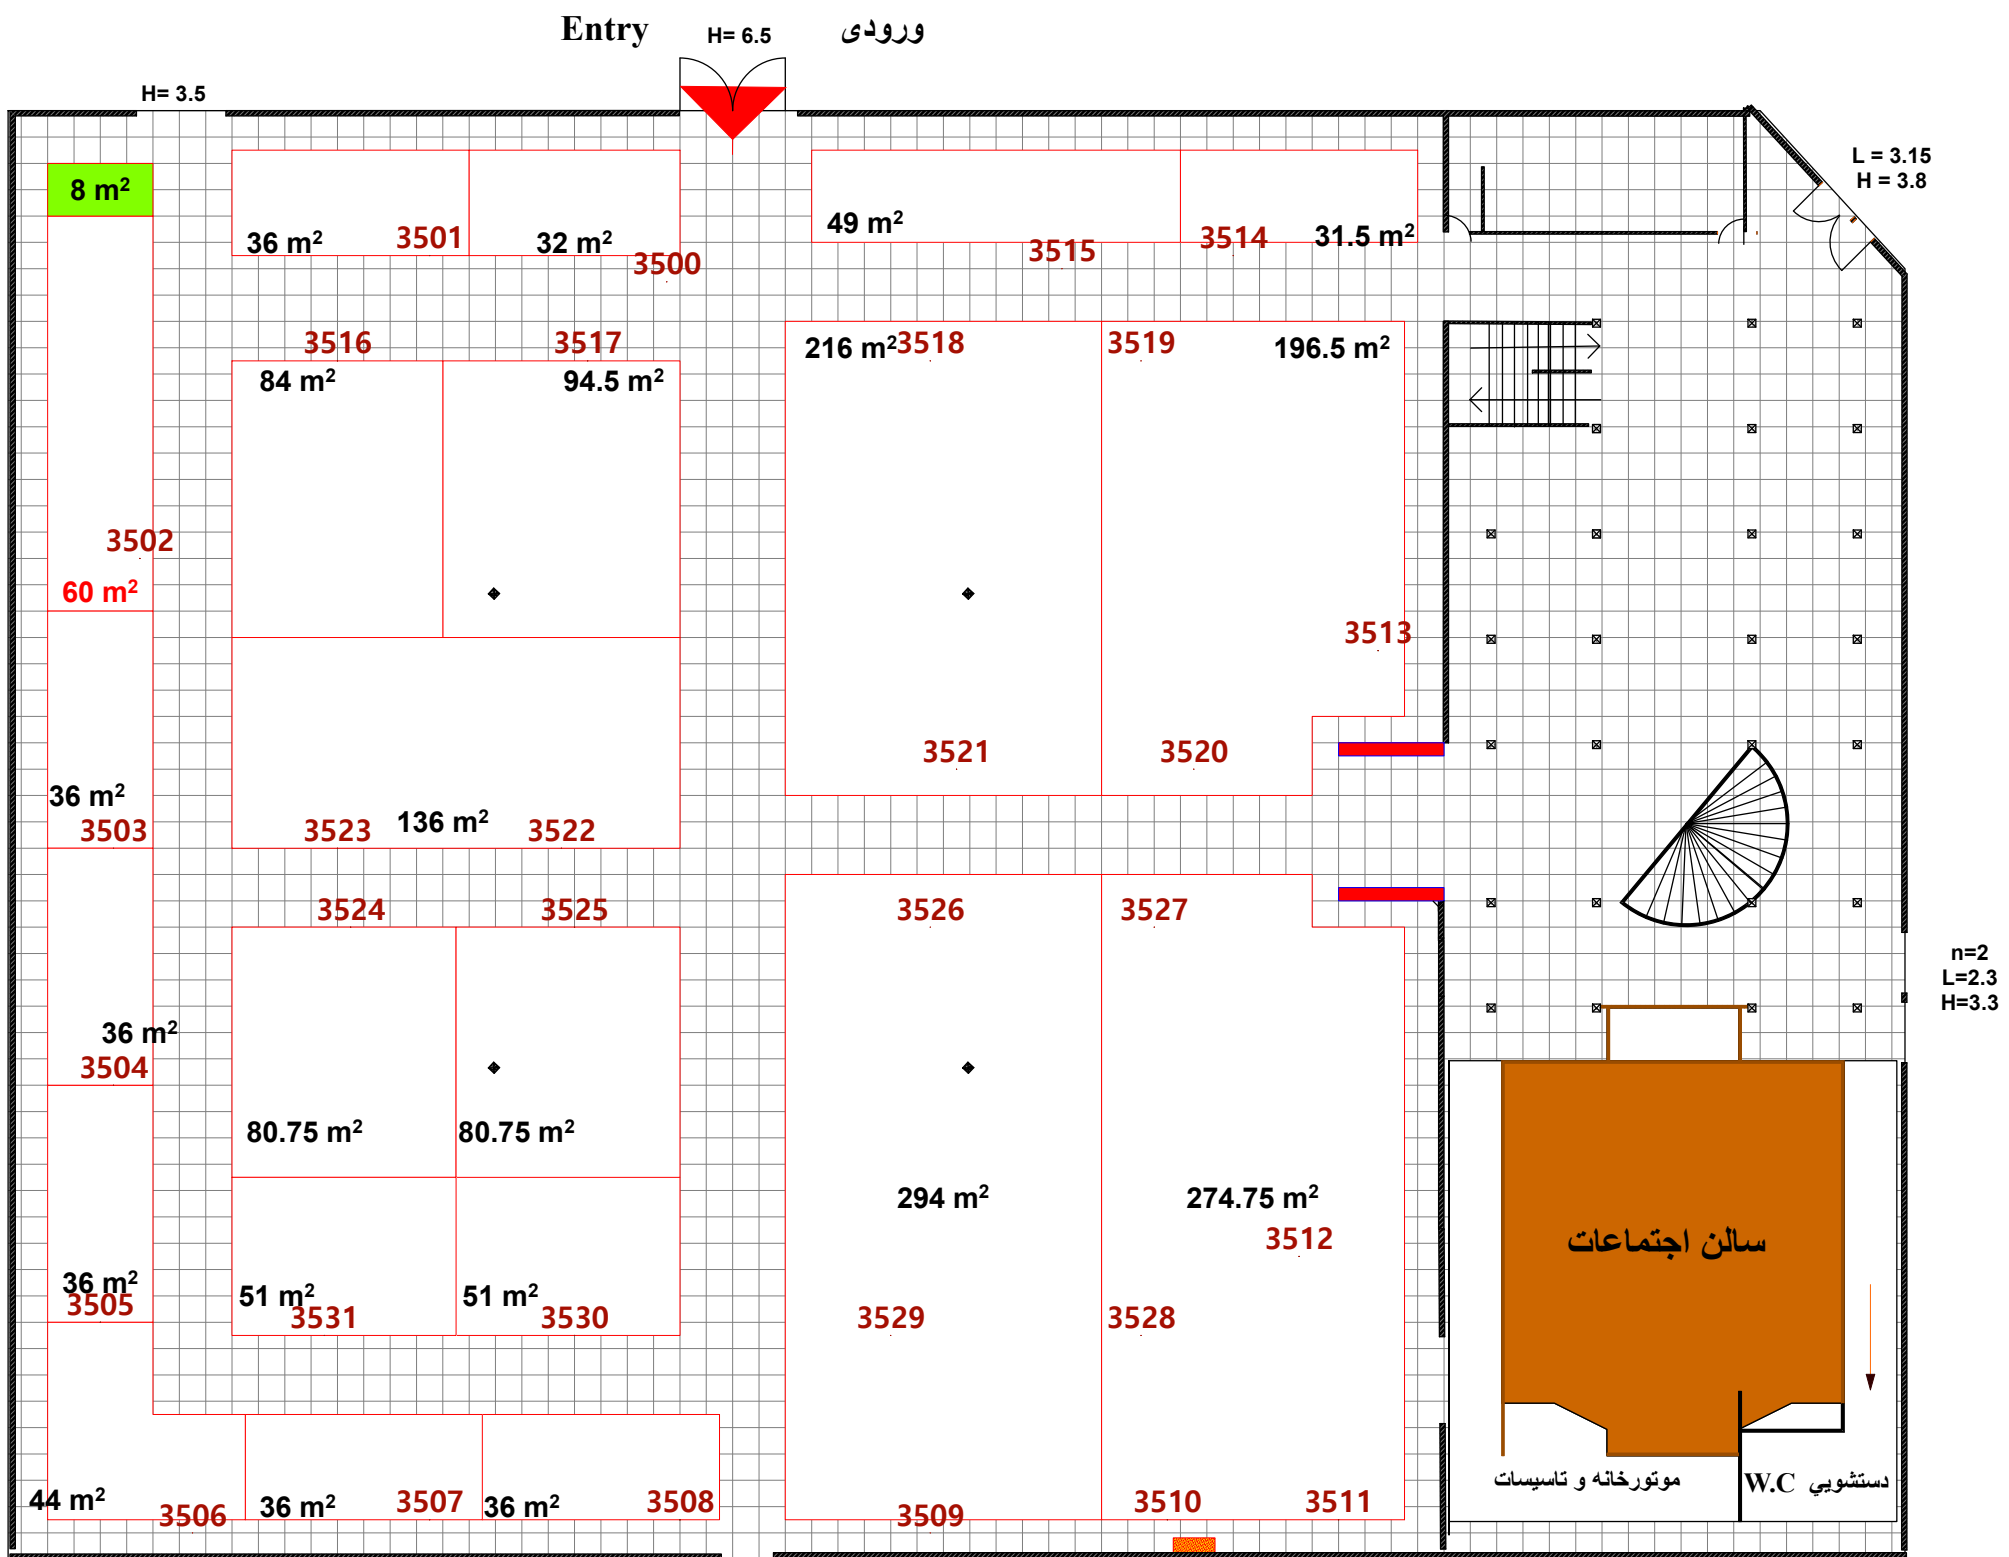 Entry H= 6.5 ورودی
H= 3.5
L = 3.15
H = 3.8
8 m²
36 m² 3501 32 m²
3500
49 m² 3515 3514 31.5 m²
3516 3517
84 m² 94.5 m²
216 m² 3518 3519 196.5 m²
3502
60 m²
3513
3521 3520
36 m²
3503
3523 136 m² 3522
3524 3525
3526 3527
n=2
L=2.3
H=3.3
36 m²
3504
80.75 m² 80.75 m²
294 m² 274.75 m²
3512
سالن اجتماعات
36 m²
3505
51 m² 51 m²
3531 3530
3529 3528
44 m² 3506
36 m² 3507
36 m² 3508
3509 3510 3511
موتورخانه و تاسیسات
دستشويي W.C